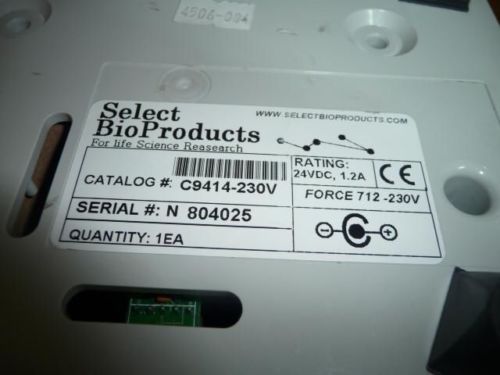 4506-004
Select
BioProducts
For life Science Reasearch
WWW.SELECTBIOPRODUCTS.COM
CATALOG #: C9414-230V
SERIAL #: N 804025
QUANTITY: 1EA
RATING:
24VDC, 1.2A
CE
FORCE 712 -230V